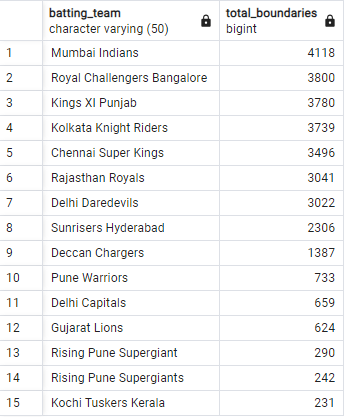 batting_team total_boundaries
character varying (50) bigint
1 Mumbai Indians 4118
2 Royal Challengers Bangalore 3800
3 Kings XI Punjab 3780
4 Kolkata Knight Riders 3739
5 Chennai Super Kings 3496
6 Rajasthan Royals 3041
7 Delhi Daredevils 3022
8 Sunrisers Hyderabad 2306
9 Deccan Chargers 1387
10 Pune Warriors 733
11 Delhi Capitals 659
12 Gujarat Lions 624
13 Rising Pune Supergiant 290
14 Rising Pune Supergiants 242
15 Kochi Tuskers Kerala 231